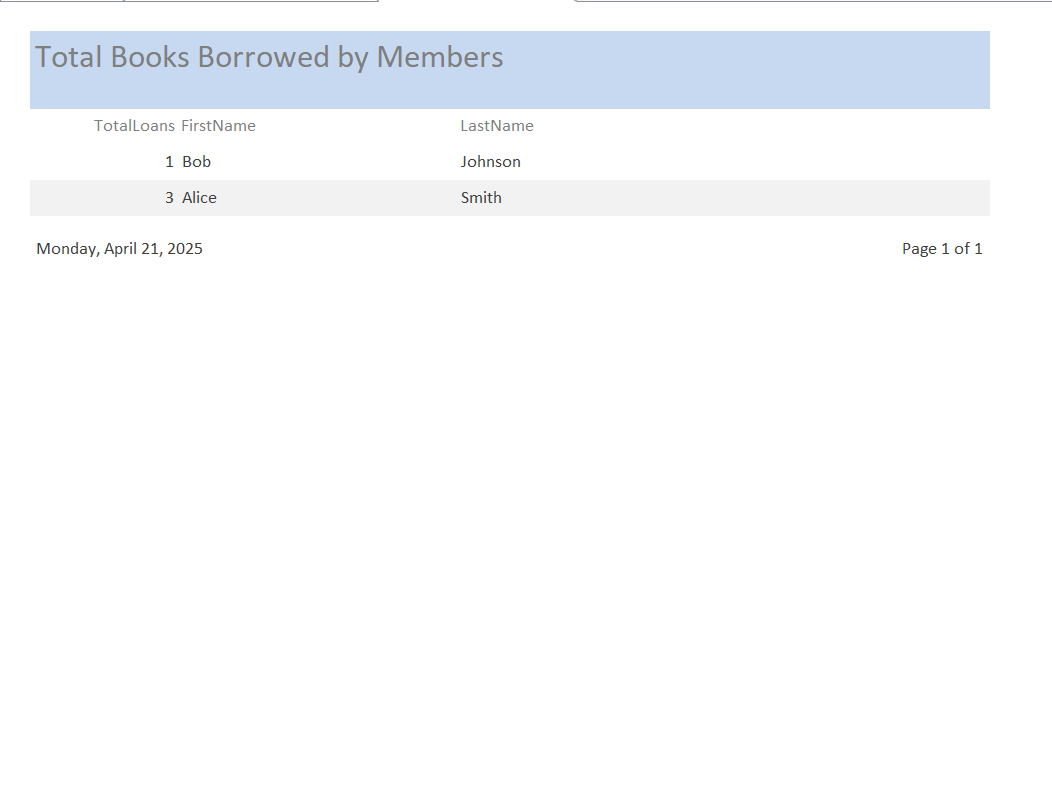 Total Books Borrowed by Members
TotalLoans FirstName LastName
1 Bob Johnson
3 Alice Smith
Monday, April 21, 2025 Page 1 of 1